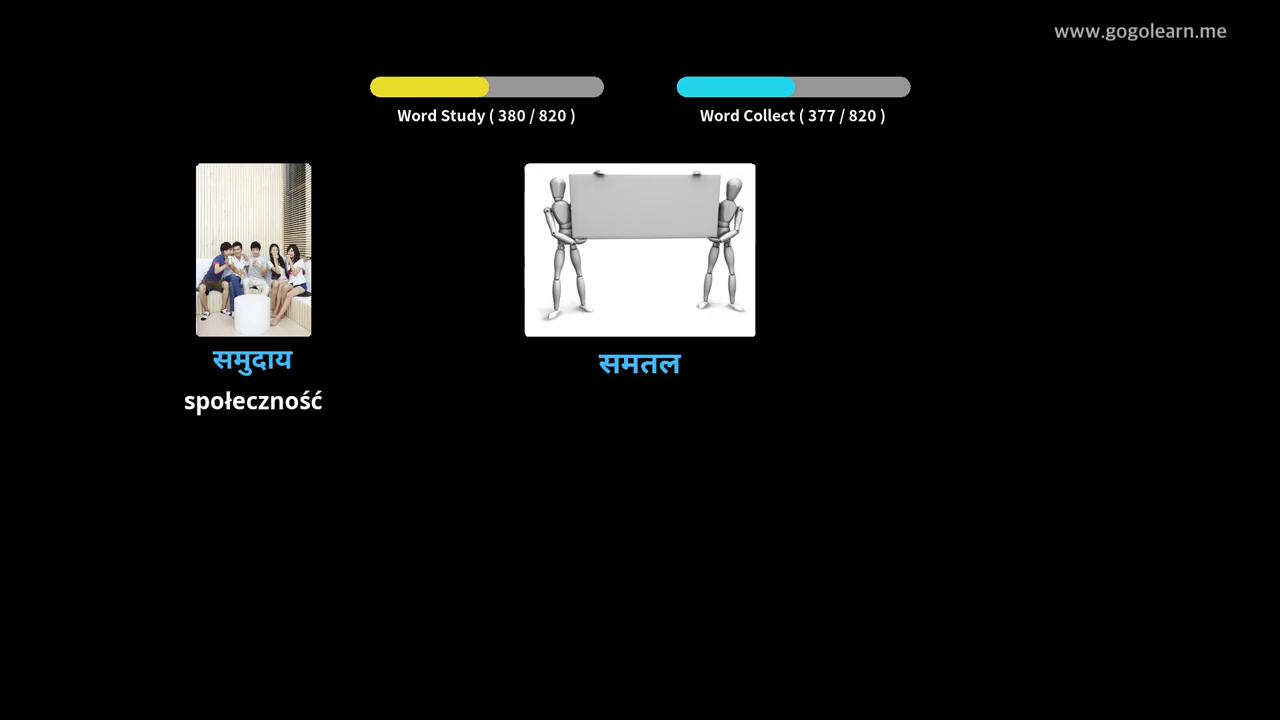 www.gogolearn.me
Word Study ( 380 / 820 )
Word Collect ( 377 / 820 )
समुदाय
społeczność
समतल